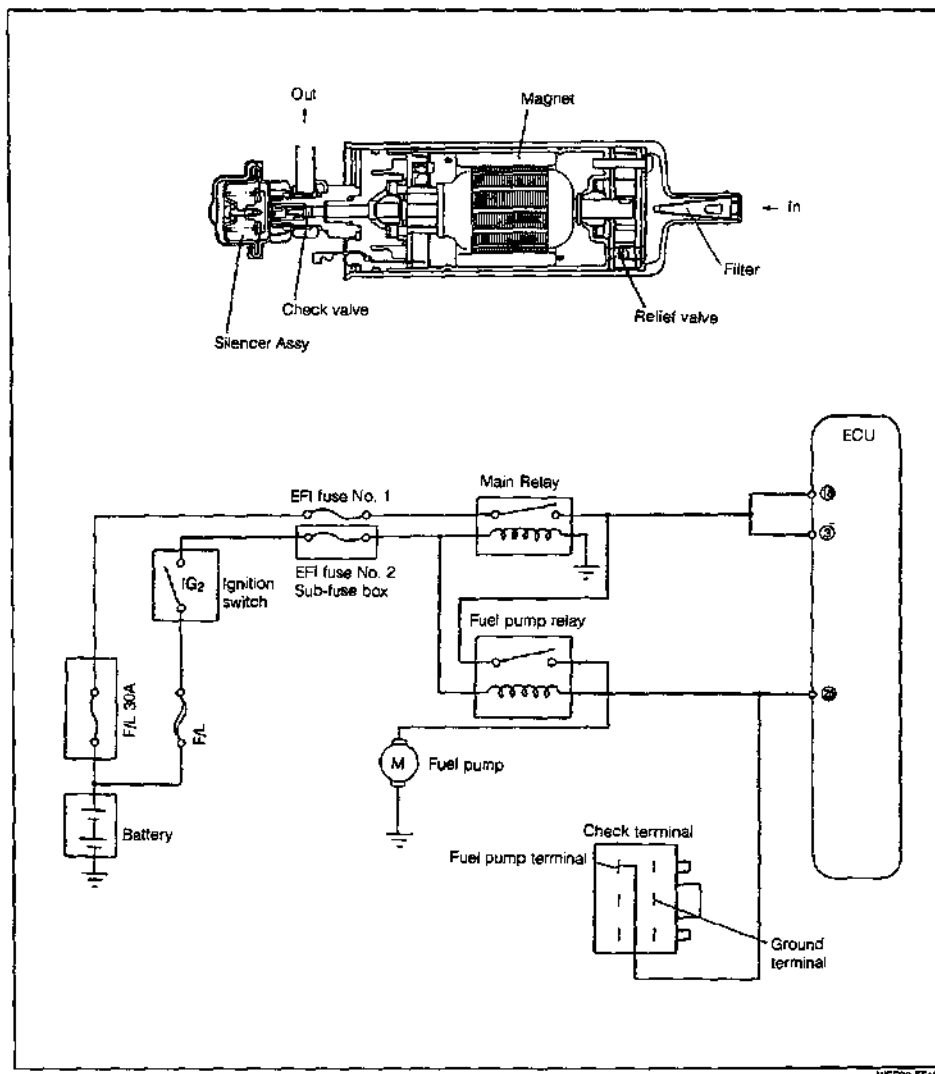 Out
Magnet
in
Filter
Check valve
Relief valve
Silencer Assy
ECU
Main Relay
EFI fuse No. 1
3
IG2
Ignition
switch
EFI fuse No. 2
Sub-fuse box
Fuel pump relay
F/L 30A
F/L
M
Fuel pump
Battery
Check terminal
Fuel pump terminal
Ground
terminal